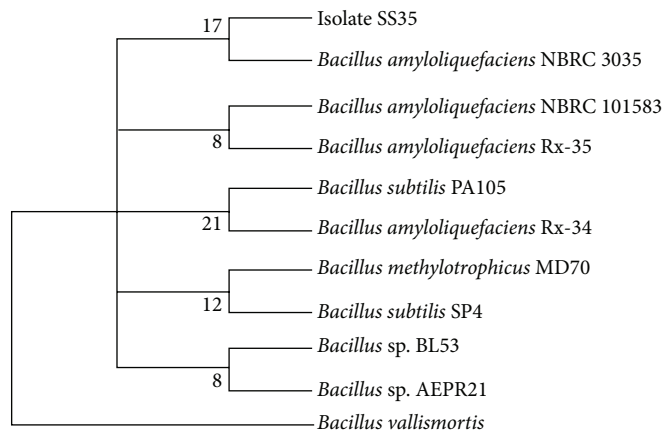 17
Isolate SS35
Bacillus amyloliquefaciens NBRC 3035
Bacillus amyloliquefaciens NBRC 101583
8
Bacillus amyloliquefaciens Rx-35
Bacillus subtilis PA105
21
Bacillus amyloliquefaciens Rx-34
Bacillus methylotrophicus MD70
12
Bacillus subtilis SP4
Bacillus sp. BL53
8
Bacillus sp. AEPR21
Bacillus vallismortis